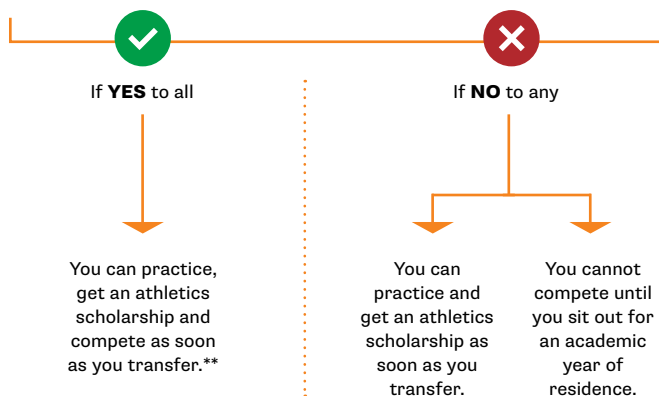 If YES to all
You can practice,
get an athletics
scholarship and
compete as soon
as you transfer.**
If NO to any
You can
practice and
get an athletics
scholarship as
soon as you
transfer.
You cannot
compete until
you sit out for
an academic
year of
residence.